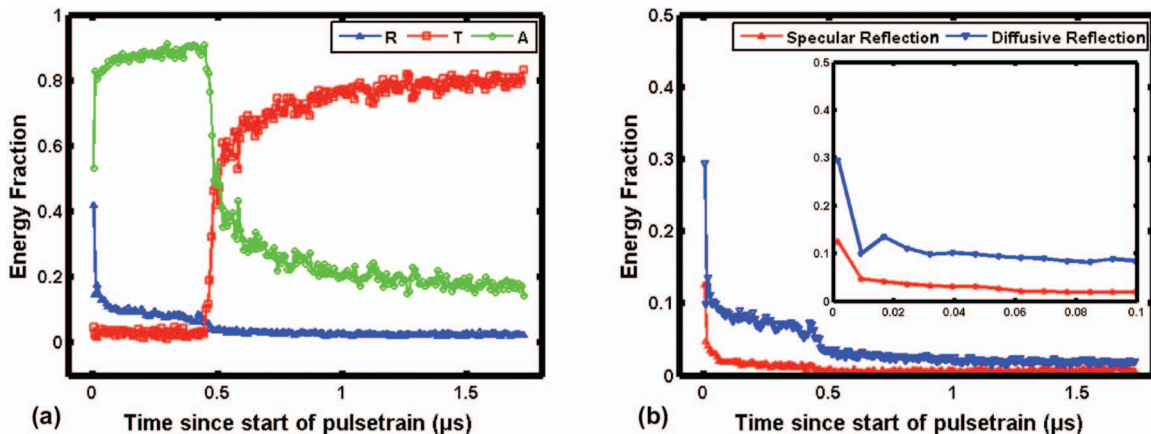 R T A
1
0.8
0.6
0.4
0.2
0
Energy Fraction
0 0.5 1 1.5
(a)
Time since start of pulsetrain (μs)
Specular Reflection Diffusive Reflection
0.5
0.4
0.3
0.2
0.1
0
Energy Fraction
0.5
0.4
0.3
0.2
0.1
0
0 0.02 0.04 0.06 0.08 0.1
0 0.5 1 1.5
(b)
Time since start of pulsetrain (μs)